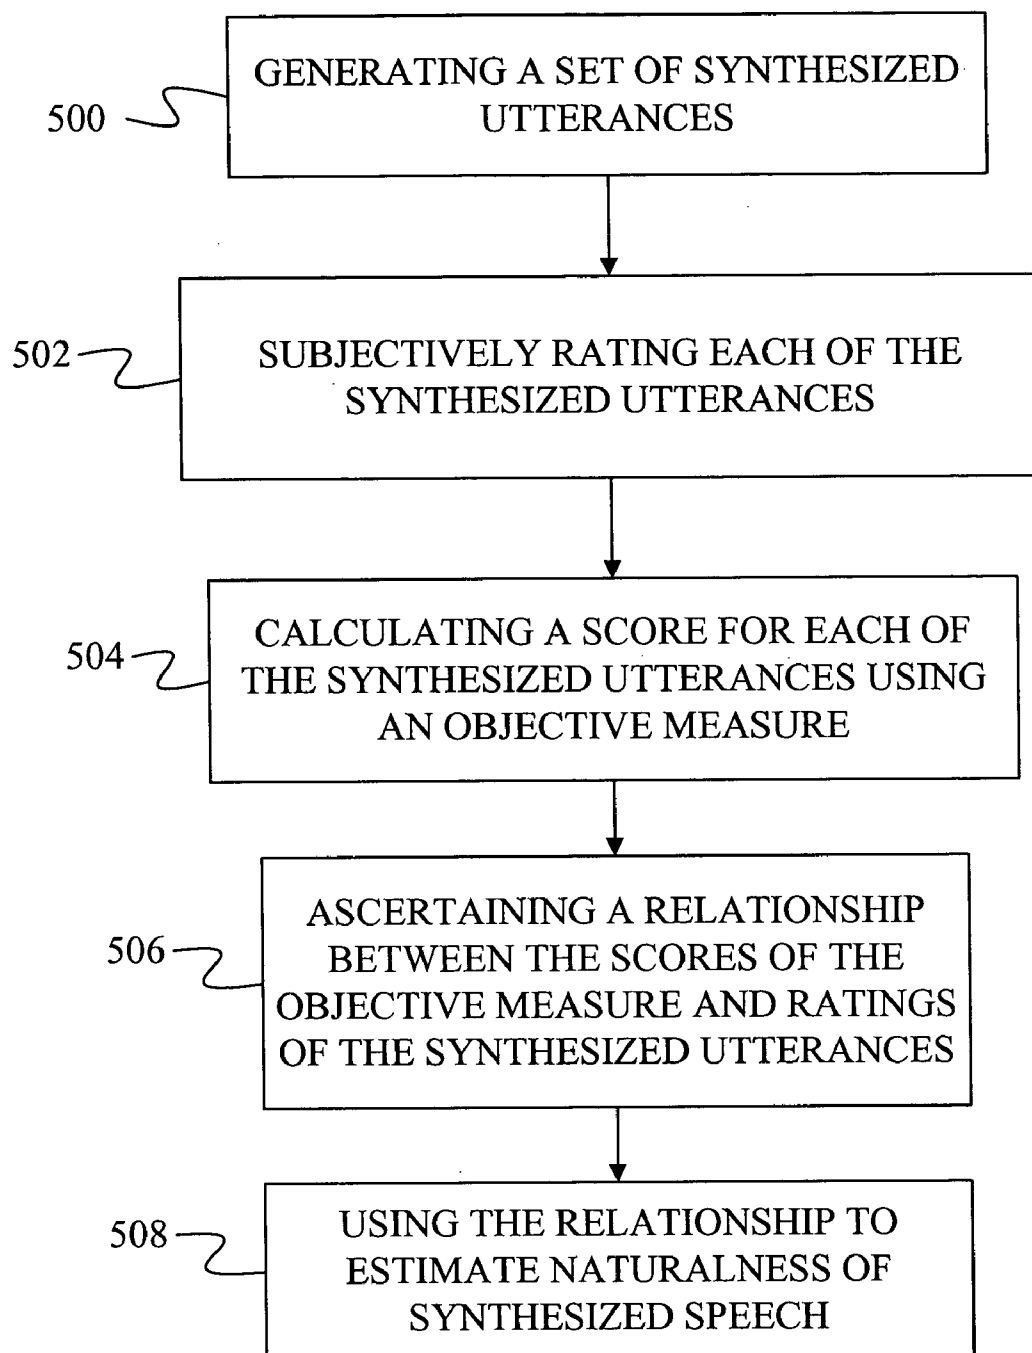 GENERATING A SET OF SYNTHESIZED
UTTERANCES
500
502
SUBJECTIVELY RATING EACH OF THE
SYNTHESIZED UTTERANCES
504
CALCULATING A SCORE FOR EACH OF
THE SYNTHESIZED UTTERANCES USING
AN OBJECTIVE MEASURE
506
ASCERTAINING A RELATIONSHIP
BETWEEN THE SCORES OF THE
OBJECTIVE MEASURE AND RATINGS
OF THE SYNTHESIZED UTTERANCES
508
USING THE RELATIONSHIP TO
ESTIMATE NATURALNESS OF
SYNTHESIZED SPEECH